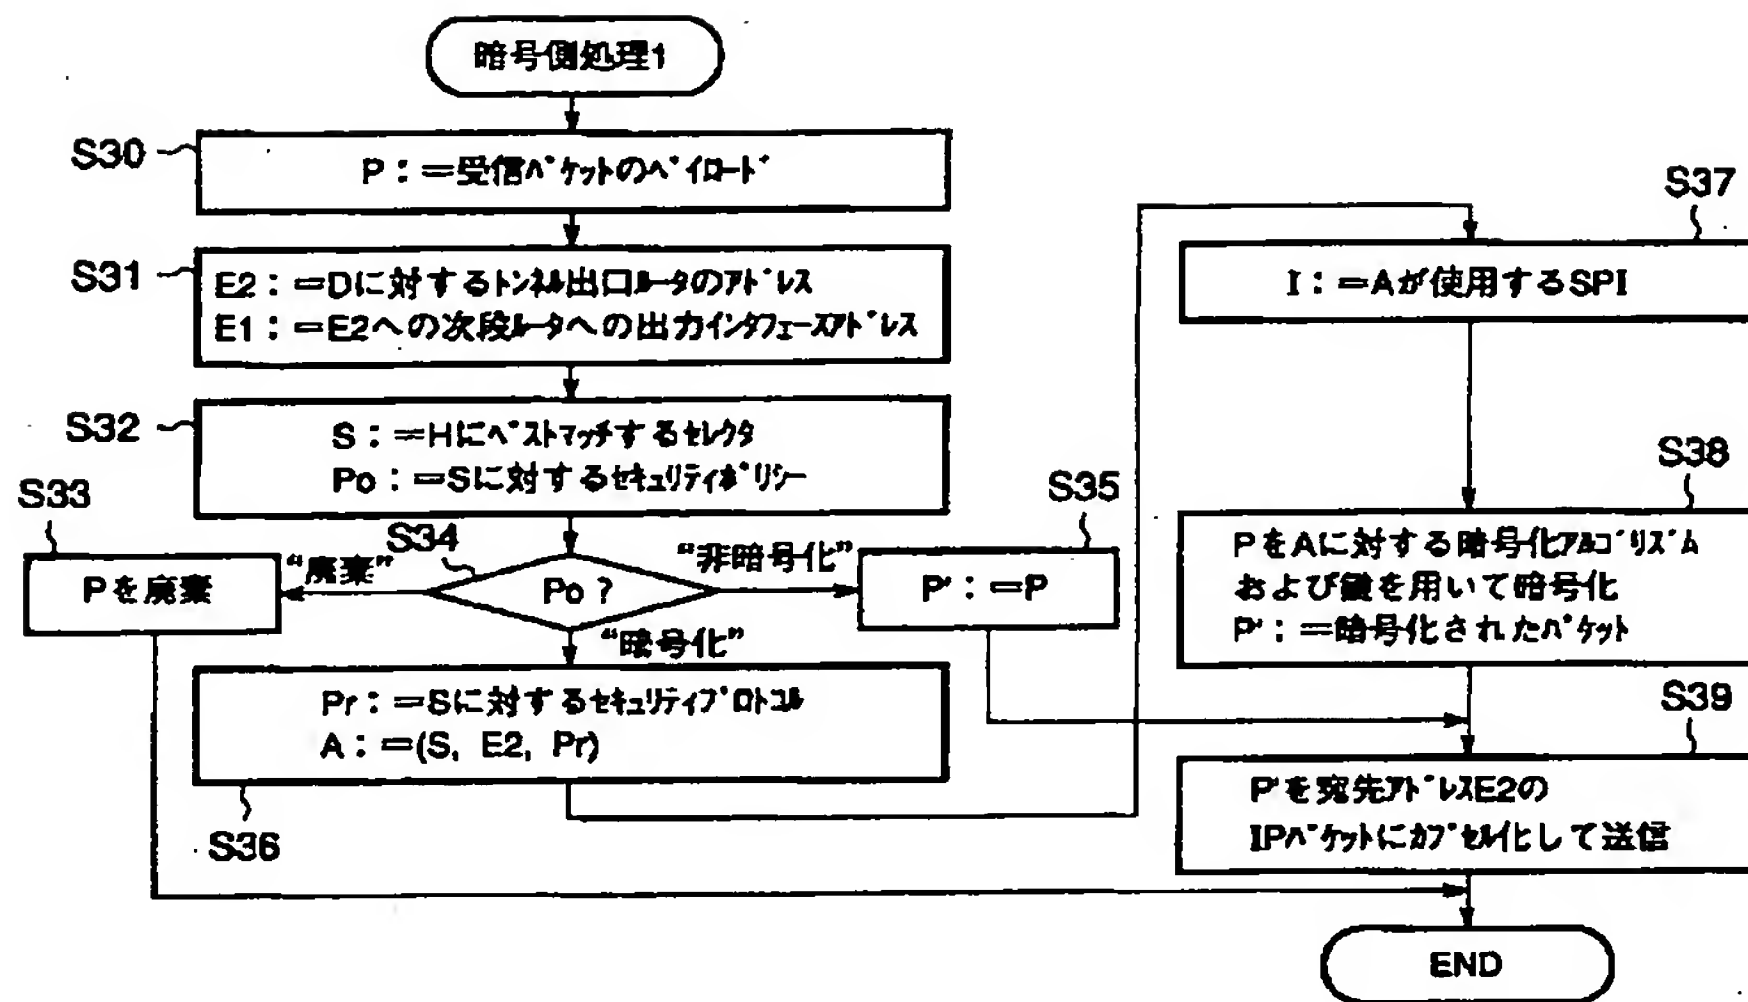 暗号側処理1
S30
P:=受信ﾊﾟｹｯﾄのﾍﾟｲﾛｰﾄﾞ
S31
E2:=Dに対するﾄﾝﾈﾙ出口ﾙｰﾀのｱﾄﾞﾚｽ
E1:=E2への次段ﾙｰﾀへの出力ｲﾝﾀﾌｪｰｽｱﾄﾞﾚｽ
S32
S:=Hにﾍﾞｽﾄﾏｯﾁするｾﾚｸﾀ
Po:=Sに対するｾｷｭﾘﾃｨﾎﾟﾘｼｰ
S33
Pを廃棄
“廃棄”
S34
Po?
“非暗号化”
S35
P':=P
“暗号化”
Pr:=Sに対するｾｷｭﾘﾃｨﾌﾟﾛﾄｺﾙ
A:=(S, E2, Pr)
S36
S37
I:=Aが使用するSPI
S38
PをAに対する暗号化ｱﾙｺﾞﾘｽﾞﾑ
および鍵を用いて暗号化
P':=暗号化されたﾊﾟｹｯﾄ
S39
P'を宛先ｱﾄﾞﾚｽE2の
IPﾊﾟｹｯﾄにｶﾌﾟｾﾙ化して送信
END